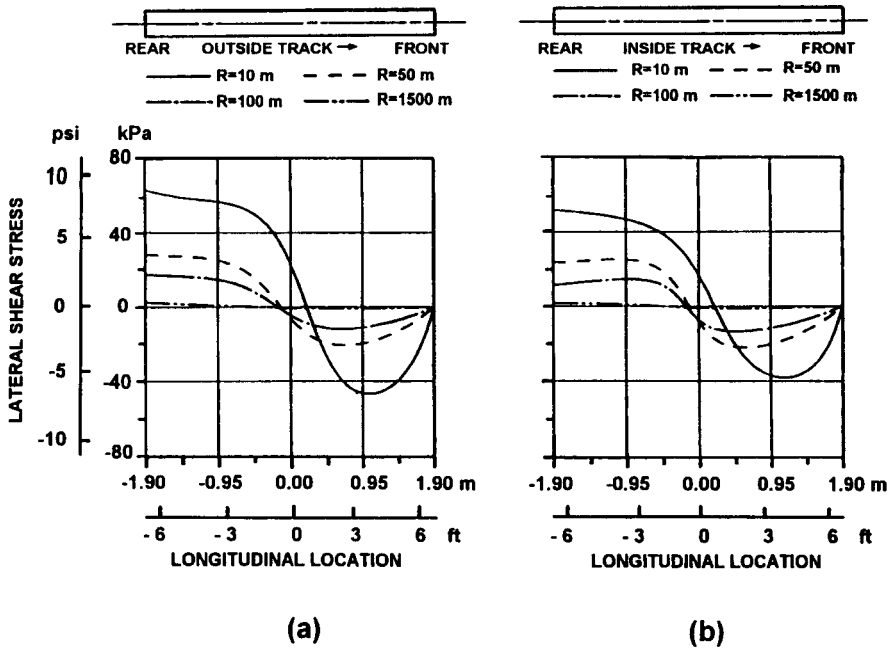 REAR OUTSIDE TRACK → FRONT
R=10 m R=50 m
R=100 m R=1500 m
psi kPa
LATERAL SHEAR STRESS
10
5
0
-5
-10
80
40
0
-40
-80
-1.90 -0.95 0.00 0.95 1.90 m
- 6 - 3 0 3 6 ft
LONGITUDINAL LOCATION
(a)
REAR INSIDE TRACK → FRONT
R=10 m R=50 m
R=100 m R=1500 m
-1.90 -0.95 0.00 0.95 1.90 m
- 6 - 3 0 3 6 ft
LONGITUDINAL LOCATION
(b)